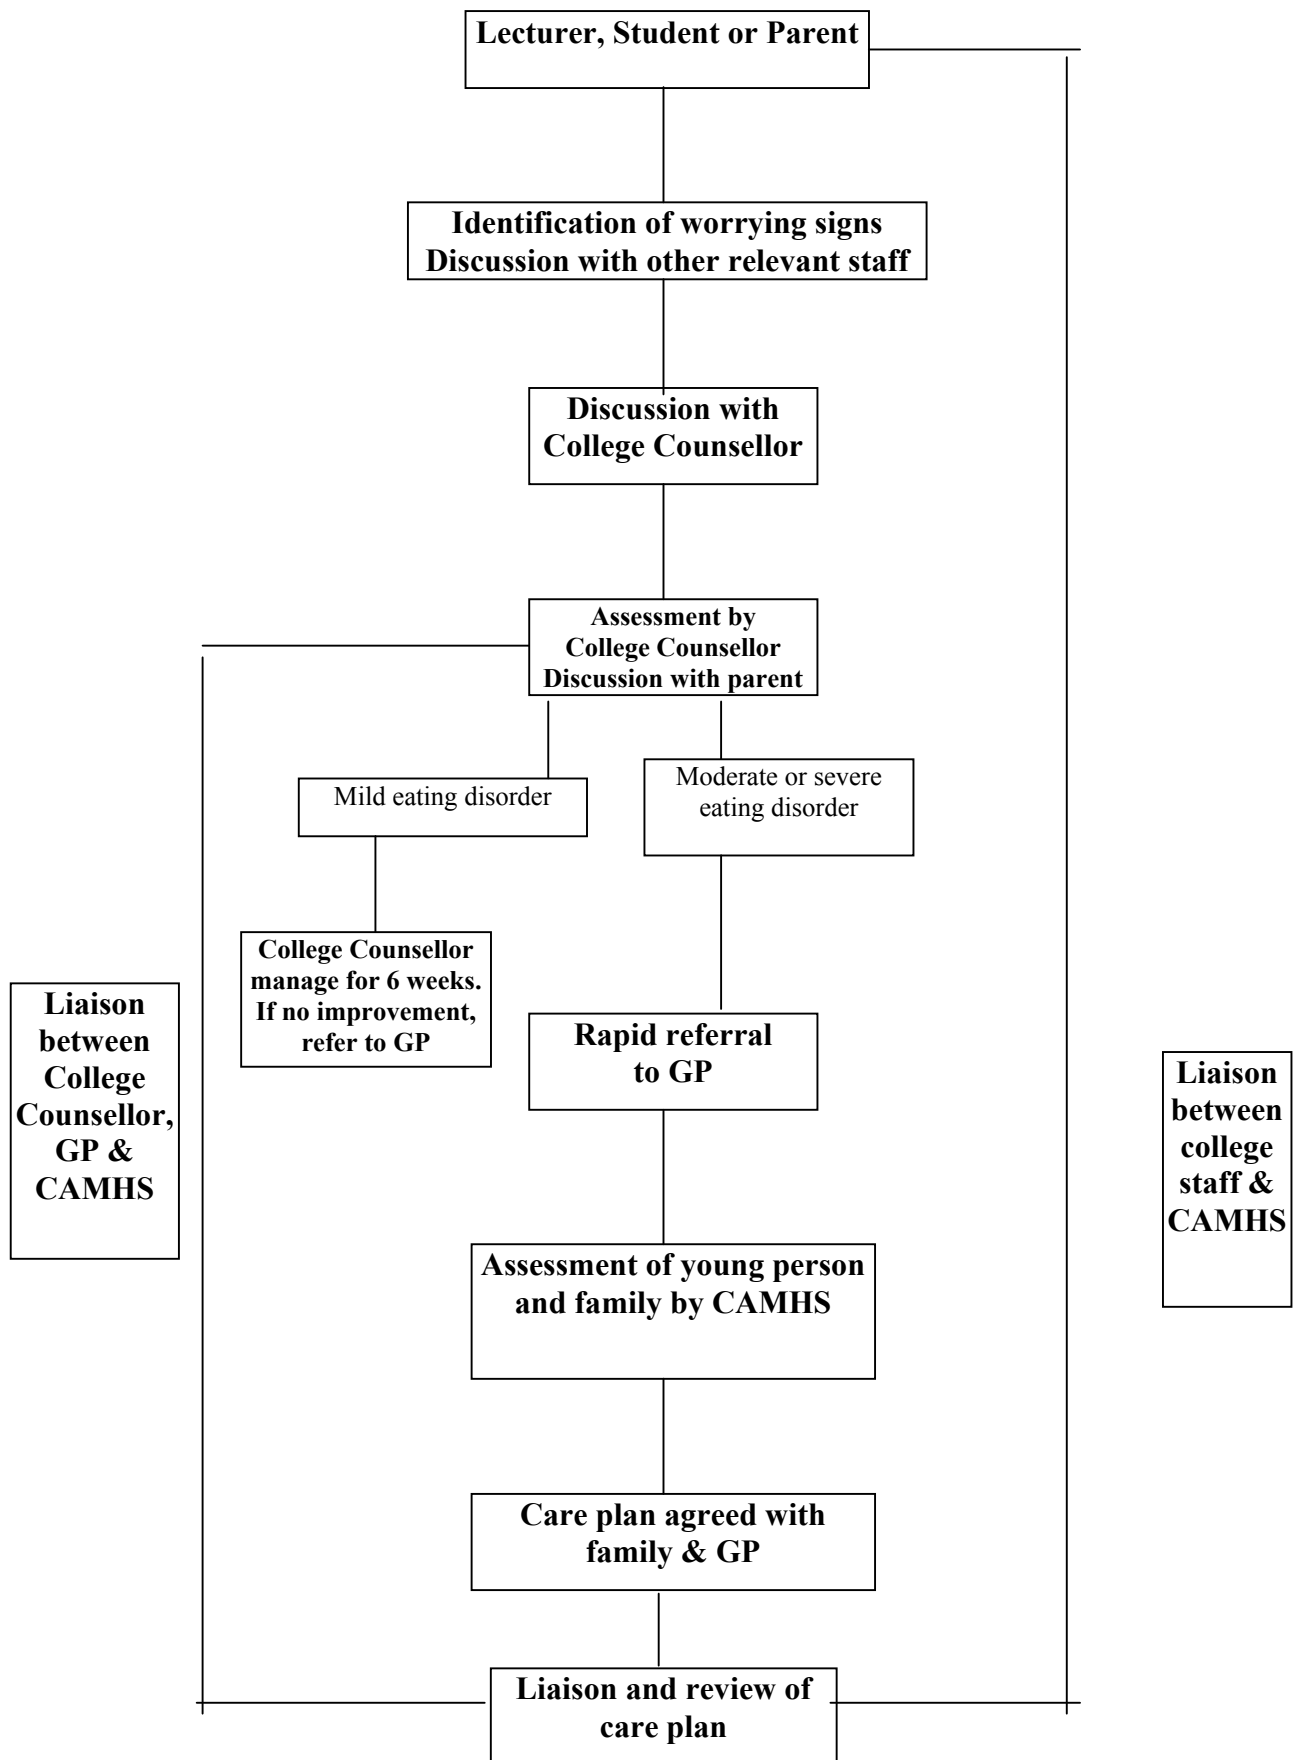 Lecturer, Student or Parent
Identification of worrying signs
Discussion with other relevant staff
Discussion with
College Counsellor
Assessment by
College Counsellor
Discussion with parent
Mild eating disorder
Moderate or severe
eating disorder
College Counsellor
manage for 6 weeks.
If no improvement,
refer to GP
Rapid referral
to GP
Liaison
between
College
Counsellor,
GP &
CAMHS
Liaison
between
college
staff &
CAMHS
Assessment of young person
and family by CAMHS
Care plan agreed with
family & GP
Liaison and review of
care plan